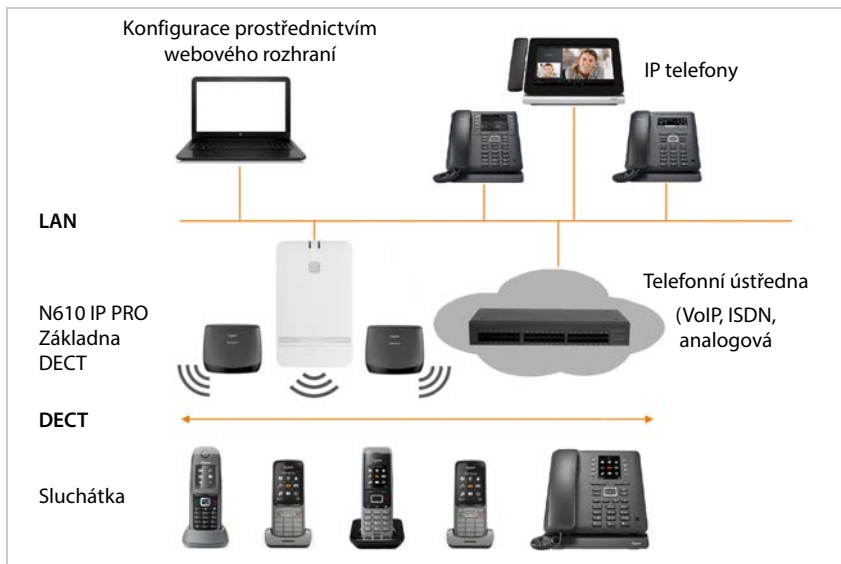 Konfigurace prostřednictvím
webového rozhraní
IP telefony
LAN
N610 IP PRO
Základna
DECT
Telefonní ústředna
(VoIP, ISDN,
analogová
DECT
Sluchátka